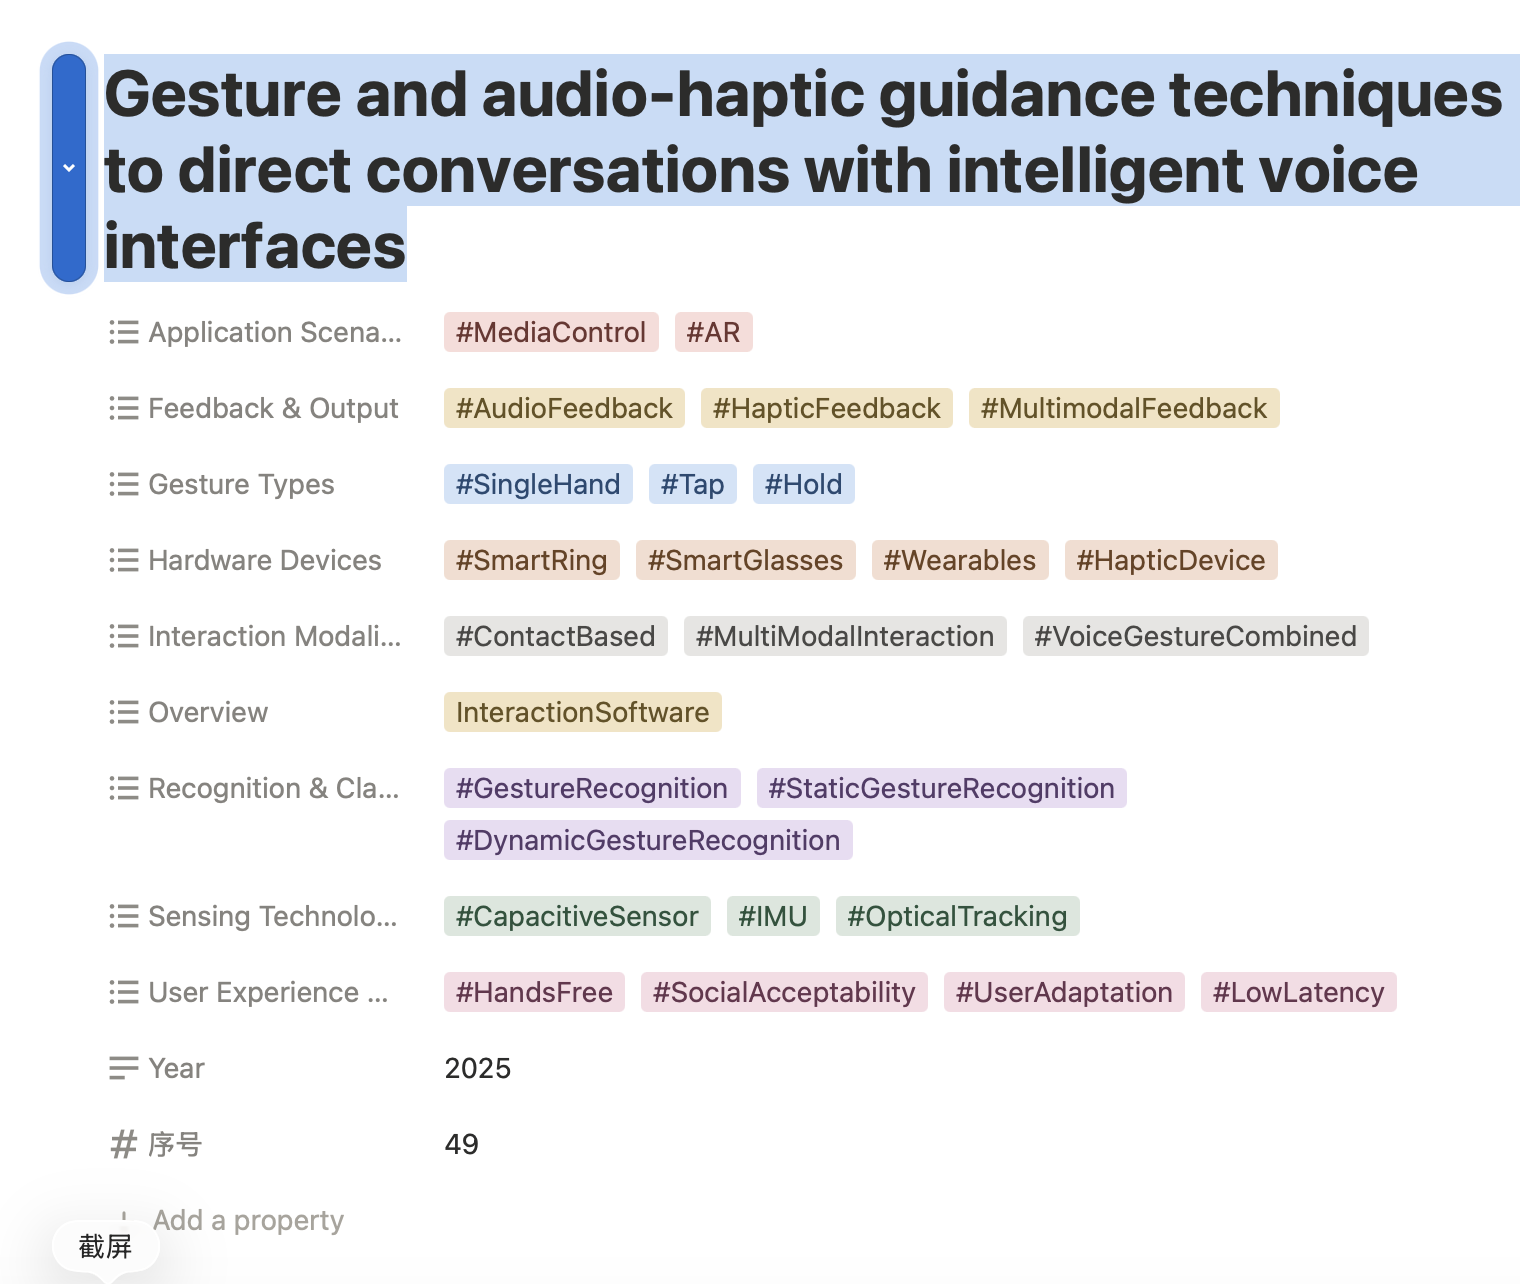 Gesture and audio-haptic guidance techniques
to direct conversations with intelligent voice
interfaces
Application Scena... #MediaControl #AR
Feedback & Output #AudioFeedback #HapticFeedback #MultimodalFeedback
Gesture Types #SingleHand #Tap #Hold
Hardware Devices #SmartRing #SmartGlasses #Wearables #HapticDevice
Interaction Modali... #ContactBased #MultiModalInteraction #VoiceGestureCombined
Overview InteractionSoftware
Recognition & Cla... #GestureRecognition #StaticGestureRecognition
#DynamicGestureRecognition
Sensing Technolo... #CapacitiveSensor #IMU #OpticalTracking
User Experience ... #HandsFree #SocialAcceptability #UserAdaptation #LowLatency
Year 2025
序号 49
Add a property
截屏